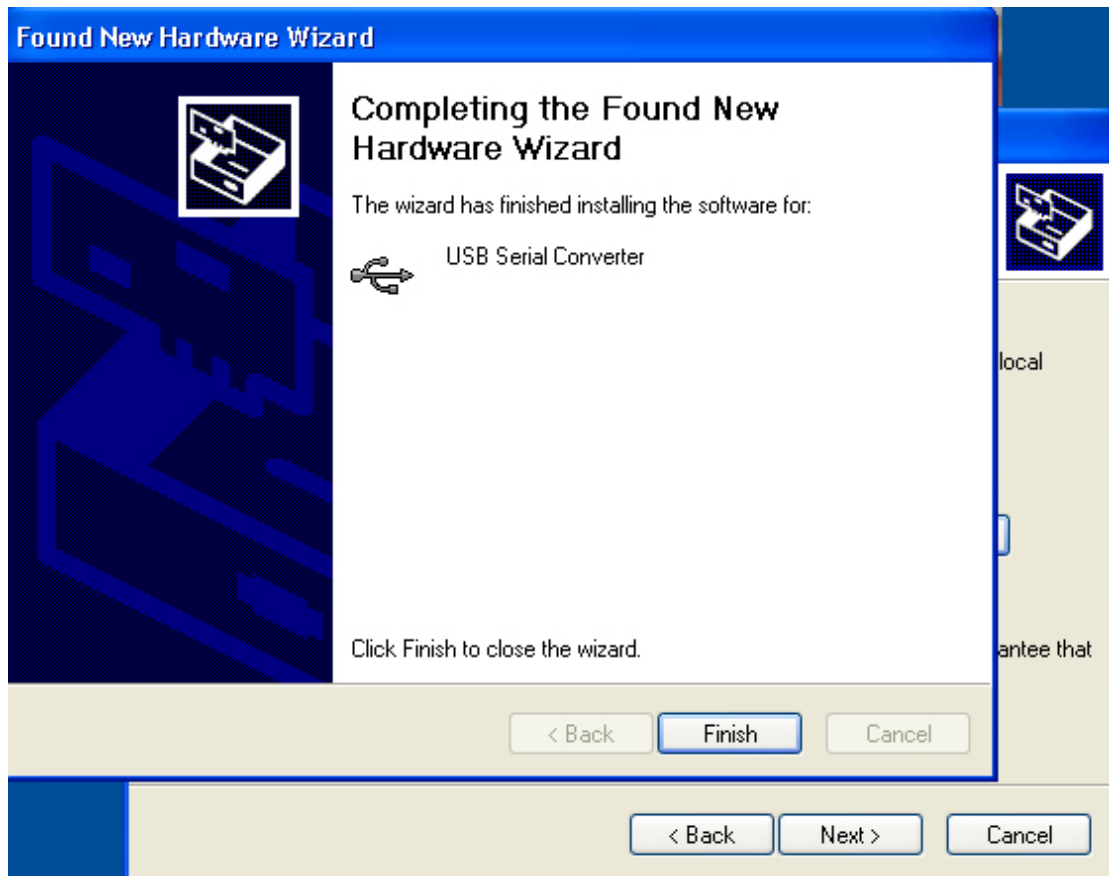 Found New Hardware Wizard
Completing the Found New
Hardware Wizard
The wizard has finished installing the software for:
USB Serial Converter
local
Click Finish to close the wizard.
antee that
< Back
Finish
Cancel
< Back
Next >
Cancel